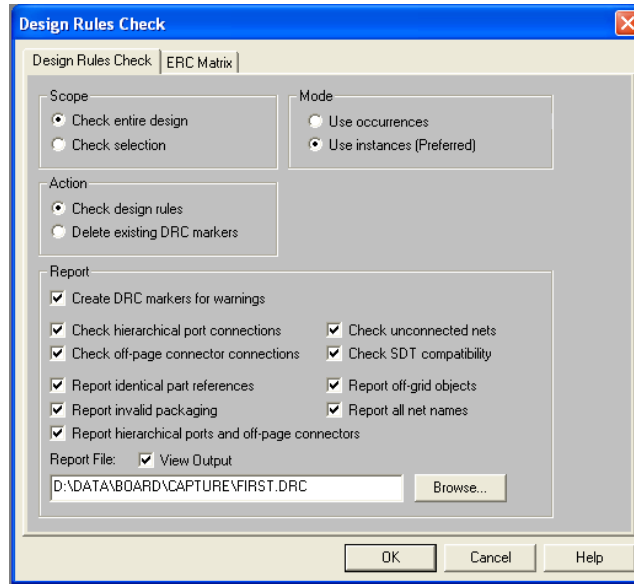 Design Rules Check
Design Rules Check ERC Matrix
Scope
Check entire design
Check selection
Mode
Use occurrences
Use instances (Preferred)
Action
Check design rules
Delete existing DRC markers
Report
Create DRC markers for warnings
Check hierarchical port connections Check unconnected nets
Check off-page connector connections Check SDT compatibility
Report identical part references Report off-grid objects
Report invalid packaging Report all net names
Report hierarchical ports and off-page connectors
Report File: View Output
D:\DATA\BOARD\CAPTURE\FIRST.DRC Browse...
OK Cancel Help